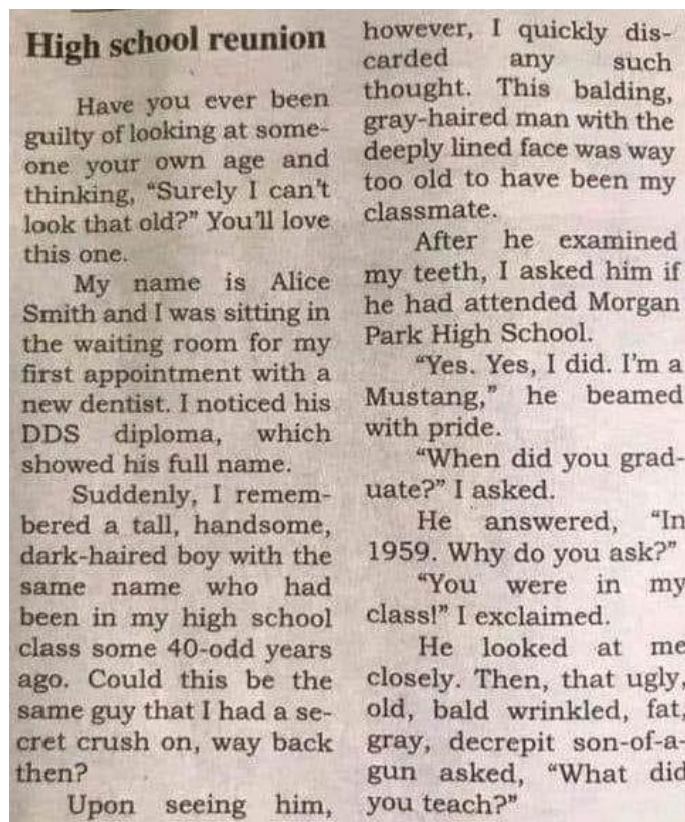 High school reunion
Have you ever been
guilty of looking at some-
one your own age and
thinking, "Surely I can't
look that old?" You'll love
this one.
My name is Alice
Smith and I was sitting in
the waiting room for my
first appointment with a
new dentist. I noticed his
DDS diploma, which
showed his full name.
Suddenly, I remem-
bered a tall, handsome,
dark-haired boy with the
same name who had
been in my high school
class some 40-odd years
ago. Could this be the
same guy that I had a se-
cret crush on, way back
then?
Upon seeing him,
however, I quickly dis-
carded any such
thought. This balding,
gray-haired man with the
deeply lined face was way
too old to have been my
classmate.
After he examined
my teeth, I asked him if
he had attended Morgan
Park High School.
"Yes. Yes, I did. I'm a
Mustang," he beamed
with pride.
"When did you grad-
uate?" I asked.
He answered, "In
1959. Why do you ask?"
"You were in my
class!" I exclaimed.
He looked at me
closely. Then, that ugly,
old, bald wrinkled, fat,
gray, decrepit son-of-a-
gun asked, "What did
you teach?"